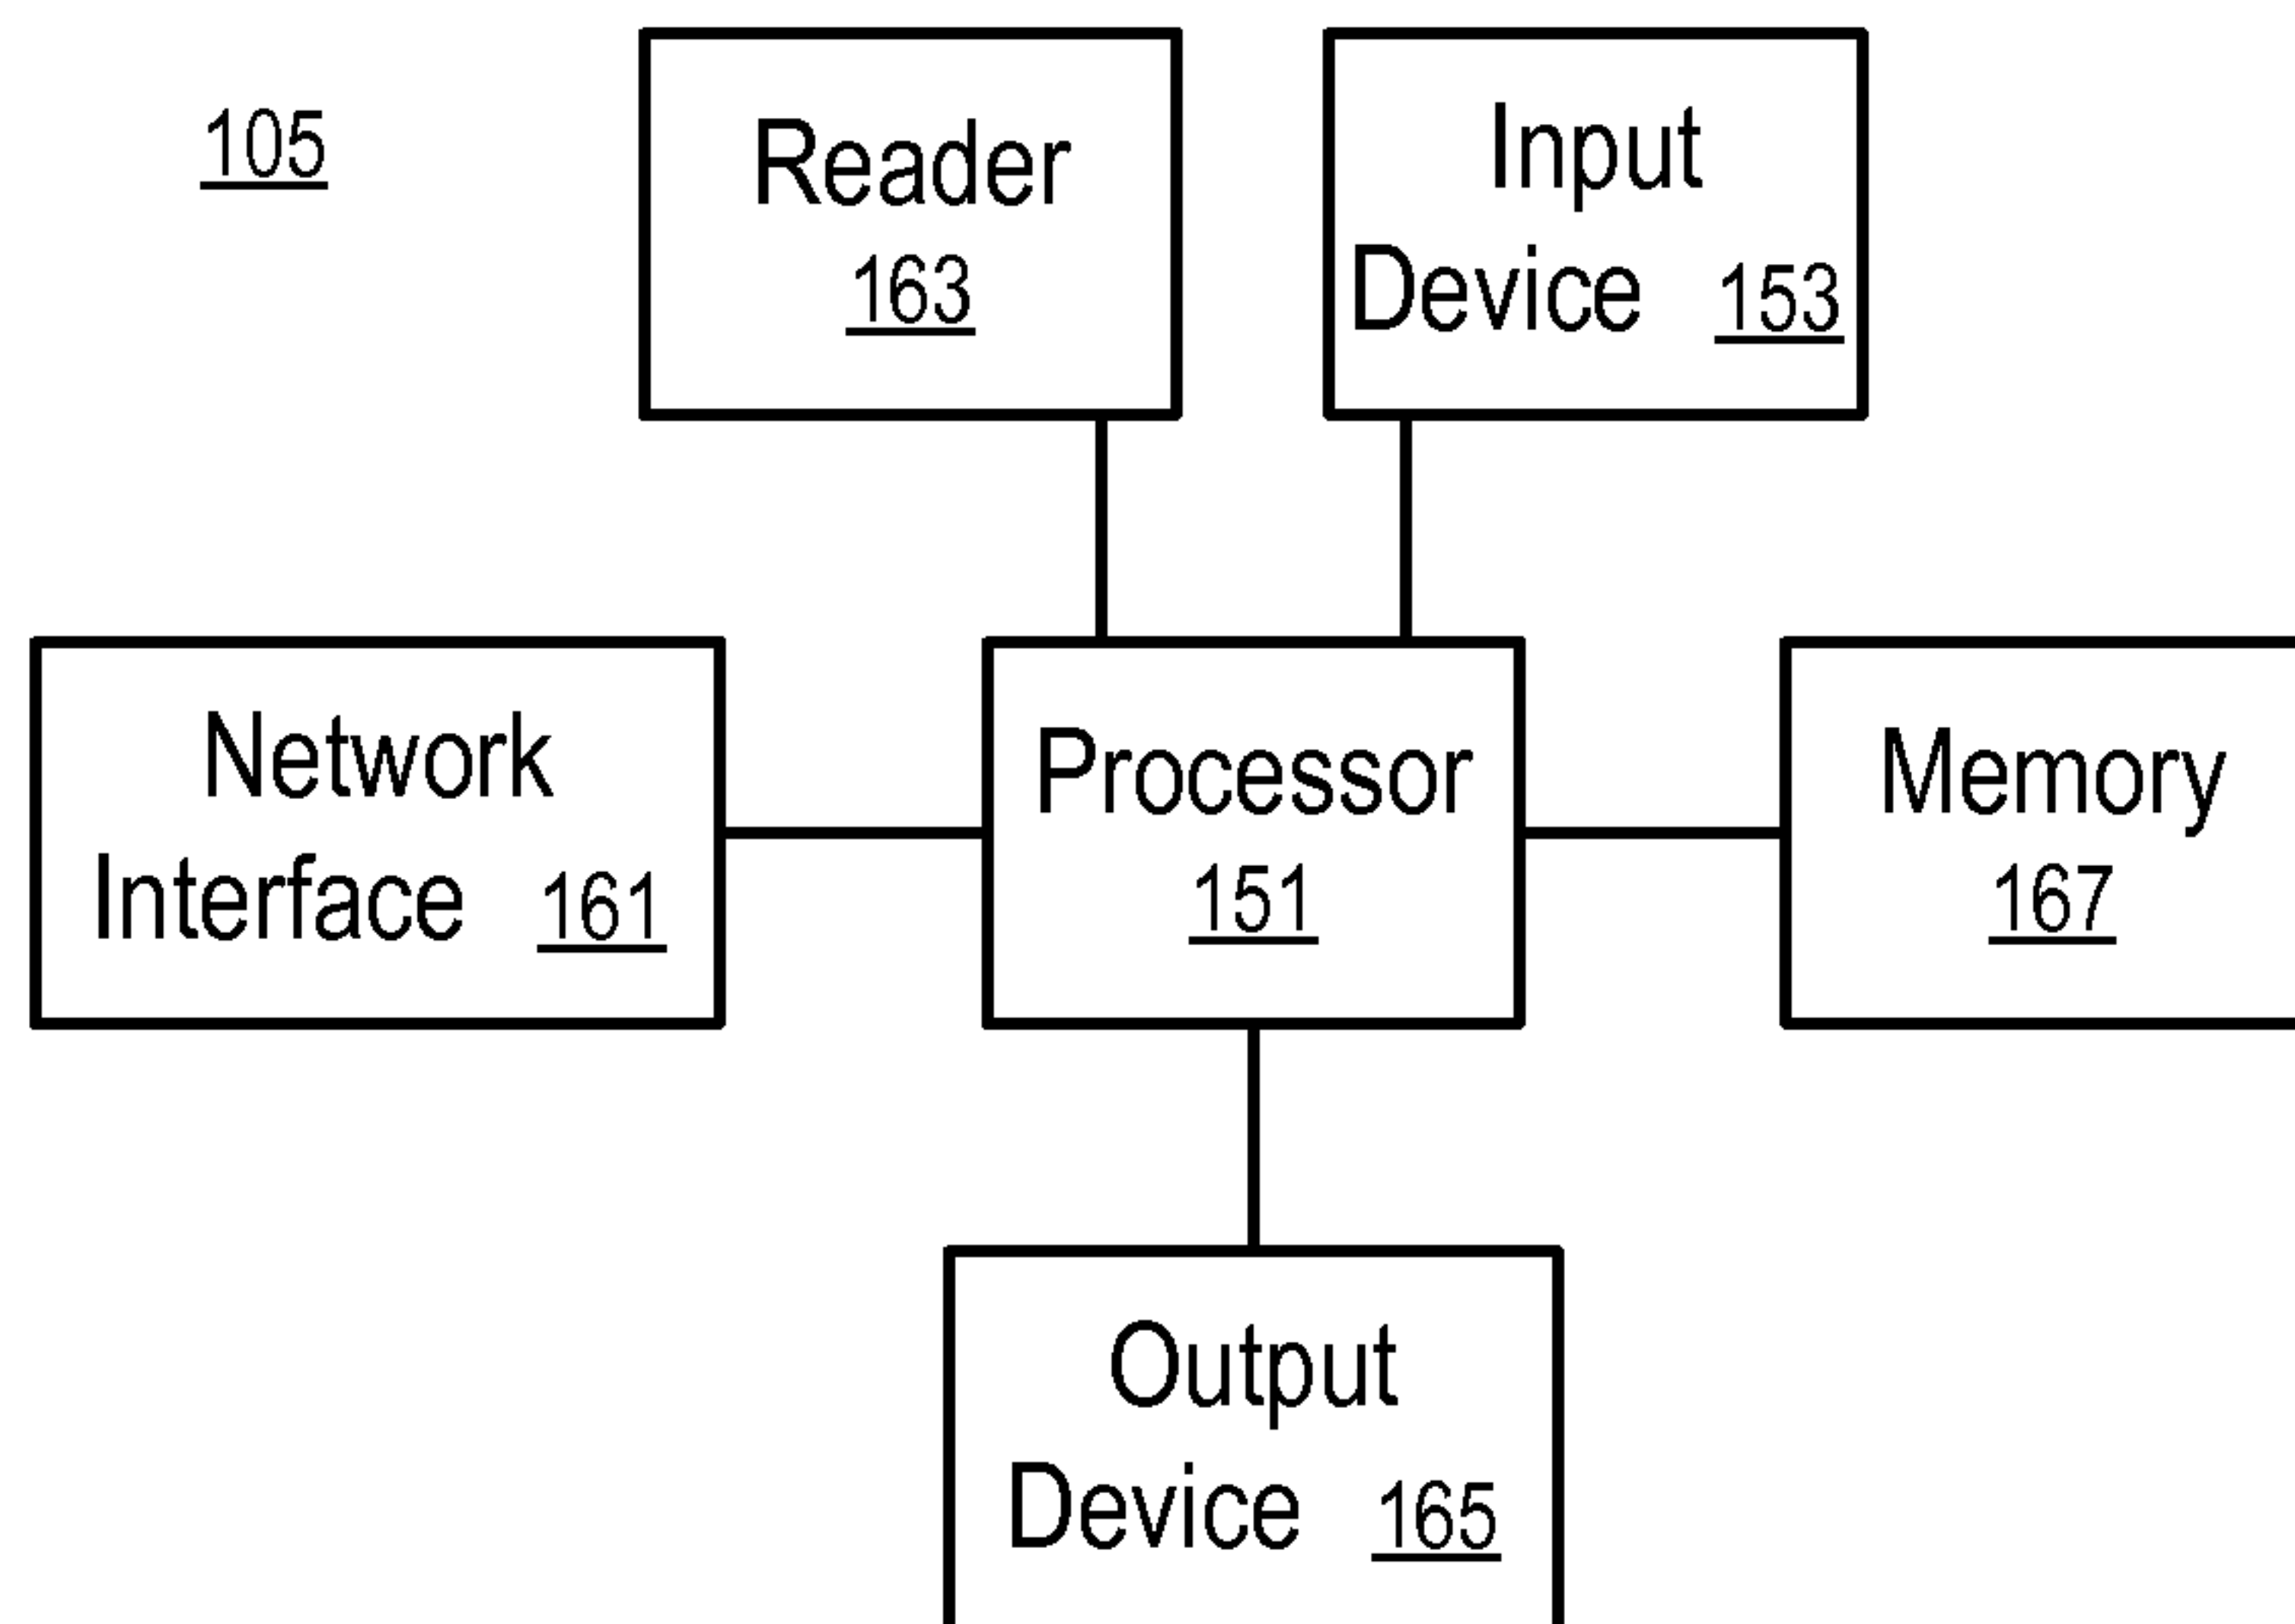 105
Reader
163
Input
Device 153
Network
Interface 161
Processor
151
Memory
167
Output
Device 165